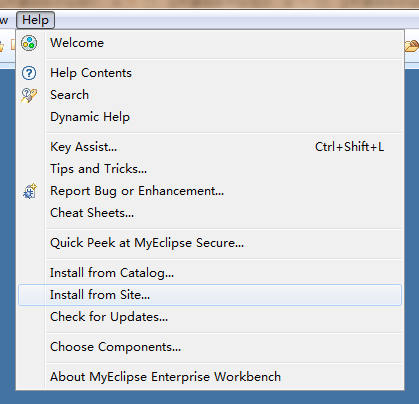 Help
Welcome
Help Contents
Search
Dynamic Help
Key Assist... Ctrl+Shift+L
Tips and Tricks...
Report Bug or Enhancement...
Cheat Sheets...
Quick Peek at MyEclipse Secure...
Install from Catalog...
Install from Site...
Check for Updates...
Choose Components...
About MyEclipse Enterprise Workbench